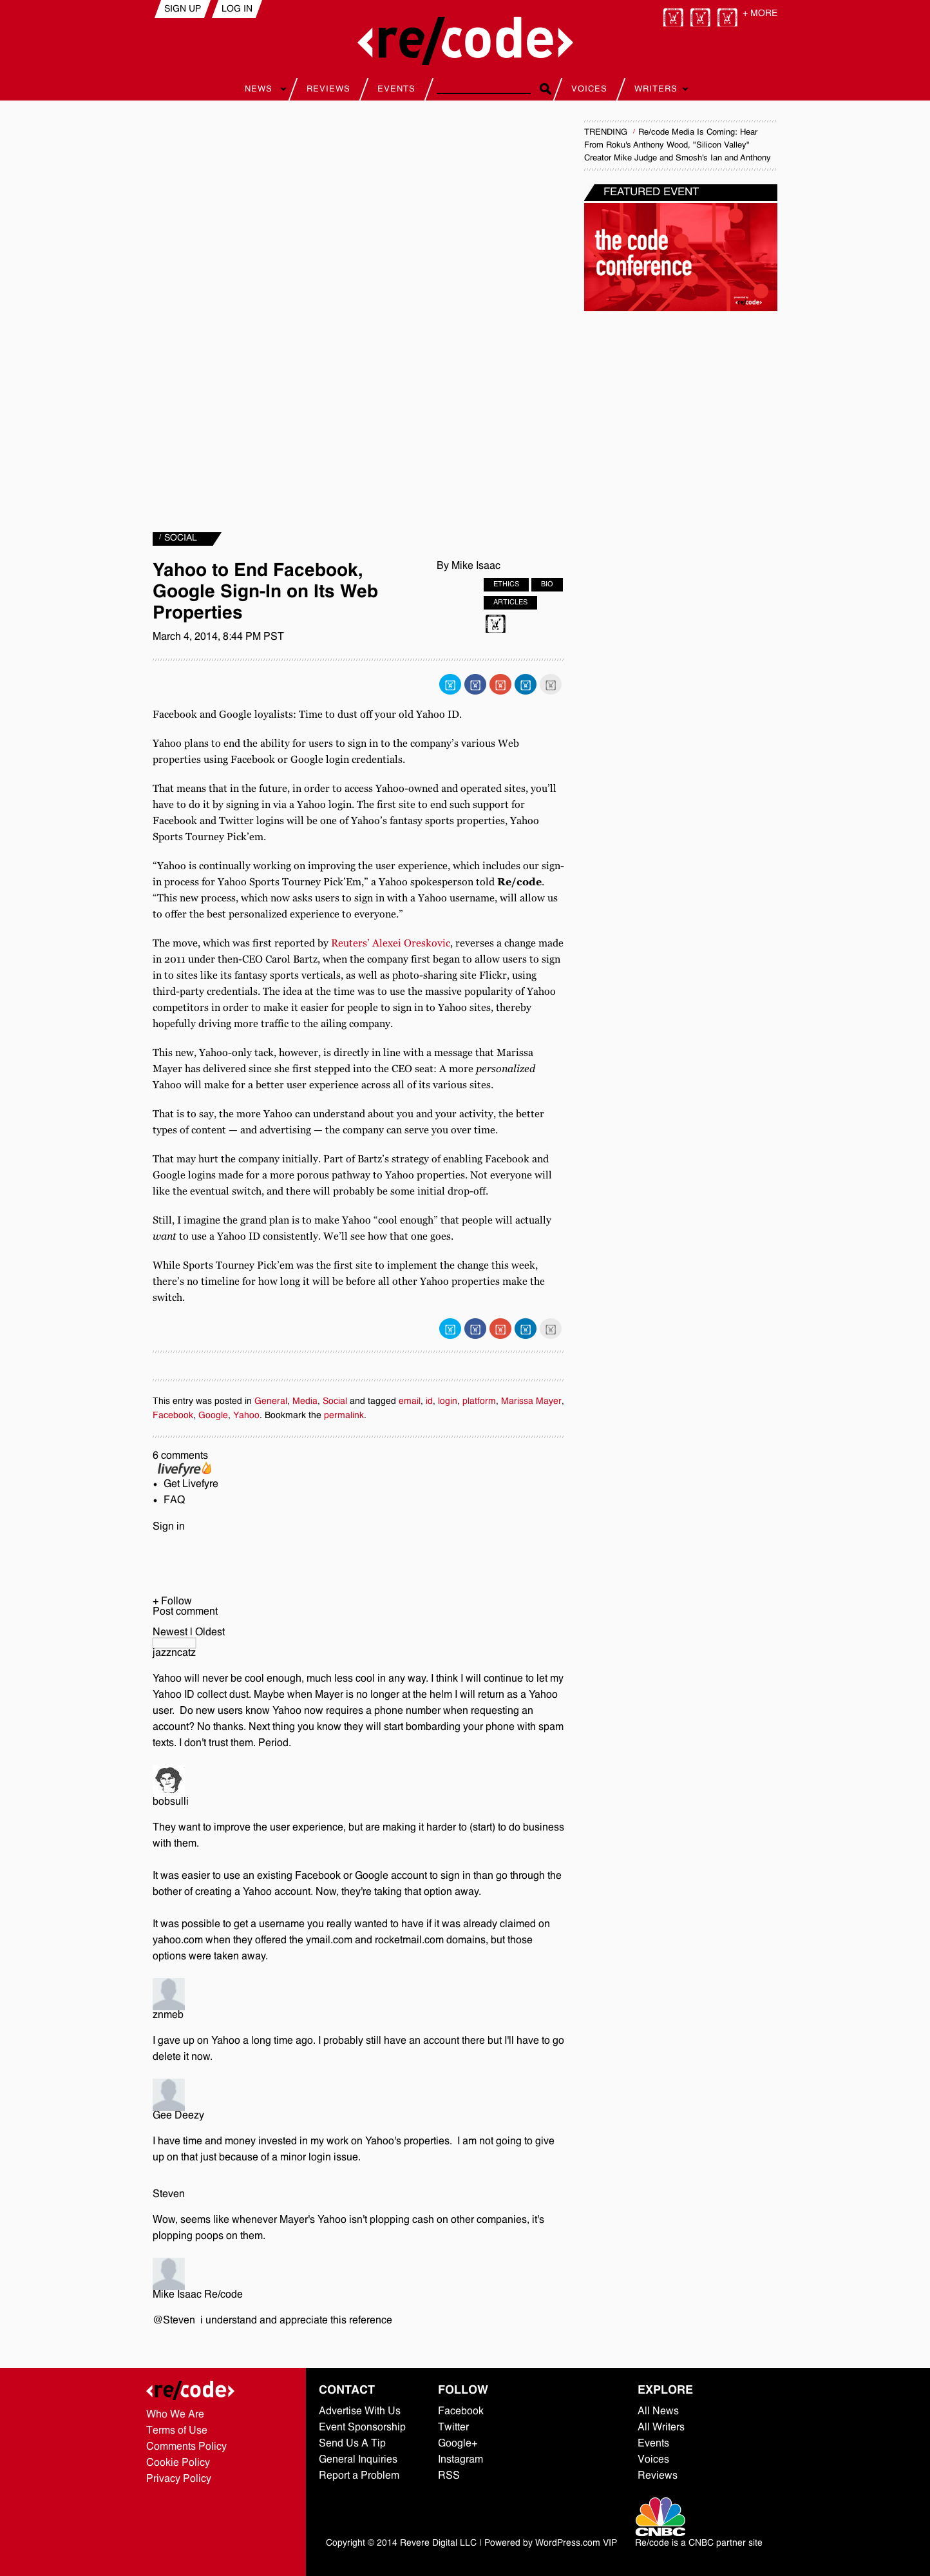 SIGN UP
LOG IN
+ MORE
<re/code>
NEWS
REVIEWS
EVENTS
VOICES
WRITERS
TRENDING / Re/code Media Is Coming: Hear
From Roku's Anthony Wood, "Silicon Valley"
Creator Mike Judge and Smosh's Ian and Anthony
FEATURED EVENT
the code
conference
<re/code>
/ SOCIAL
Yahoo to End Facebook,
Google Sign-In on Its Web
Properties
March 4, 2014, 8:44 PM PST
By Mike Isaac
ETHICS
BIO
ARTICLES
Facebook and Google loyalists: Time to dust off your old Yahoo ID.
Yahoo plans to end the ability for users to sign in to the company's various Web
properties using Facebook or Google login credentials.
That means that in the future, in order to access Yahoo-owned and operated sites, you'll
have to do it by signing in via a Yahoo login. The first site to end such support for
Facebook and Twitter logins will be one of Yahoo's fantasy sports properties, Yahoo
Sports Tourney Pick'em.
“Yahoo is continually working on improving the user experience, which includes our sign-
in process for Yahoo Sports Tourney Pick'Em,” a Yahoo spokesperson told Re/code.
“This new process, which now asks users to sign in with a Yahoo username, will allow us
to offer the best personalized experience to everyone.”
The move, which was first reported by Reuters' Alexei Oreskovic, reverses a change made
in 2011 under then-CEO Carol Bartz, when the company first began to allow users to sign
in to sites like its fantasy sports verticals, as well as photo-sharing site Flickr, using
third-party credentials. The idea at the time was to use the massive popularity of Yahoo
competitors in order to make it easier for people to sign in to Yahoo sites, thereby
hopefully driving more traffic to the ailing company.
This new, Yahoo-only tack, however, is directly in line with a message that Marissa
Mayer has delivered since she first stepped into the CEO seat: A more personalized
Yahoo will make for a better user experience across all of its various sites.
That is to say, the more Yahoo can understand about you and your activity, the better
types of content — and advertising — the company can serve you over time.
That may hurt the company initially. Part of Bartz's strategy of enabling Facebook and
Google logins made for a more porous pathway to Yahoo properties. Not everyone will
like the eventual switch, and there will probably be some initial drop-off.
Still, I imagine the grand plan is to make Yahoo “cool enough” that people will actually
want to use a Yahoo ID consistently. We'll see how that one goes.
While Sports Tourney Pick'em was the first site to implement the change this week,
there's no timeline for how long it will be before all other Yahoo properties make the
switch.
This entry was posted in General, Media, Social and tagged email, id, login, platform, Marissa Mayer,
Facebook, Google, Yahoo. Bookmark the permalink.
6 comments
livefyre
• Get Livefyre
• FAQ
Sign in
+ Follow
Post comment
Newest | Oldest
jazzncatz
Yahoo will never be cool enough, much less cool in any way. I think I will continue to let my
Yahoo ID collect dust. Maybe when Mayer is no longer at the helm I will return as a Yahoo
user.  Do new users know Yahoo now requires a phone number when requesting an
account? No thanks. Next thing you know they will start bombarding your phone with spam
texts. I don't trust them. Period.
bobsulli
They want to improve the user experience, but are making it harder to (start) to do business
with them.
It was easier to use an existing Facebook or Google account to sign in than go through the
bother of creating a Yahoo account. Now, they're taking that option away.
It was possible to get a username you really wanted to have if it was already claimed on
yahoo.com when they offered the ymail.com and rocketmail.com domains, but those
options were taken away.
znmeb
I gave up on Yahoo a long time ago. I probably still have an account there but I'll have to go
delete it now.
Gee Deezy
I have time and money invested in my work on Yahoo's properties.  I am not going to give
up on that just because of a minor login issue.
Steven
Wow, seems like whenever Mayer's Yahoo isn't plopping cash on other companies, it's
plopping poops on them.
Mike Isaac Re/code
@Steven  i understand and appreciate this reference
<re/code>
Who We Are
Terms of Use
Comments Policy
Cookie Policy
Privacy Policy
CONTACT
Advertise With Us
Event Sponsorship
Send Us A Tip
General Inquiries
Report a Problem
FOLLOW
Facebook
Twitter
Google+
Instagram
RSS
EXPLORE
All News
All Writers
Events
Voices
Reviews
CNBC
Copyright © 2014 Revere Digital LLC | Powered by WordPress.com VIP
Re/code is a CNBC partner site